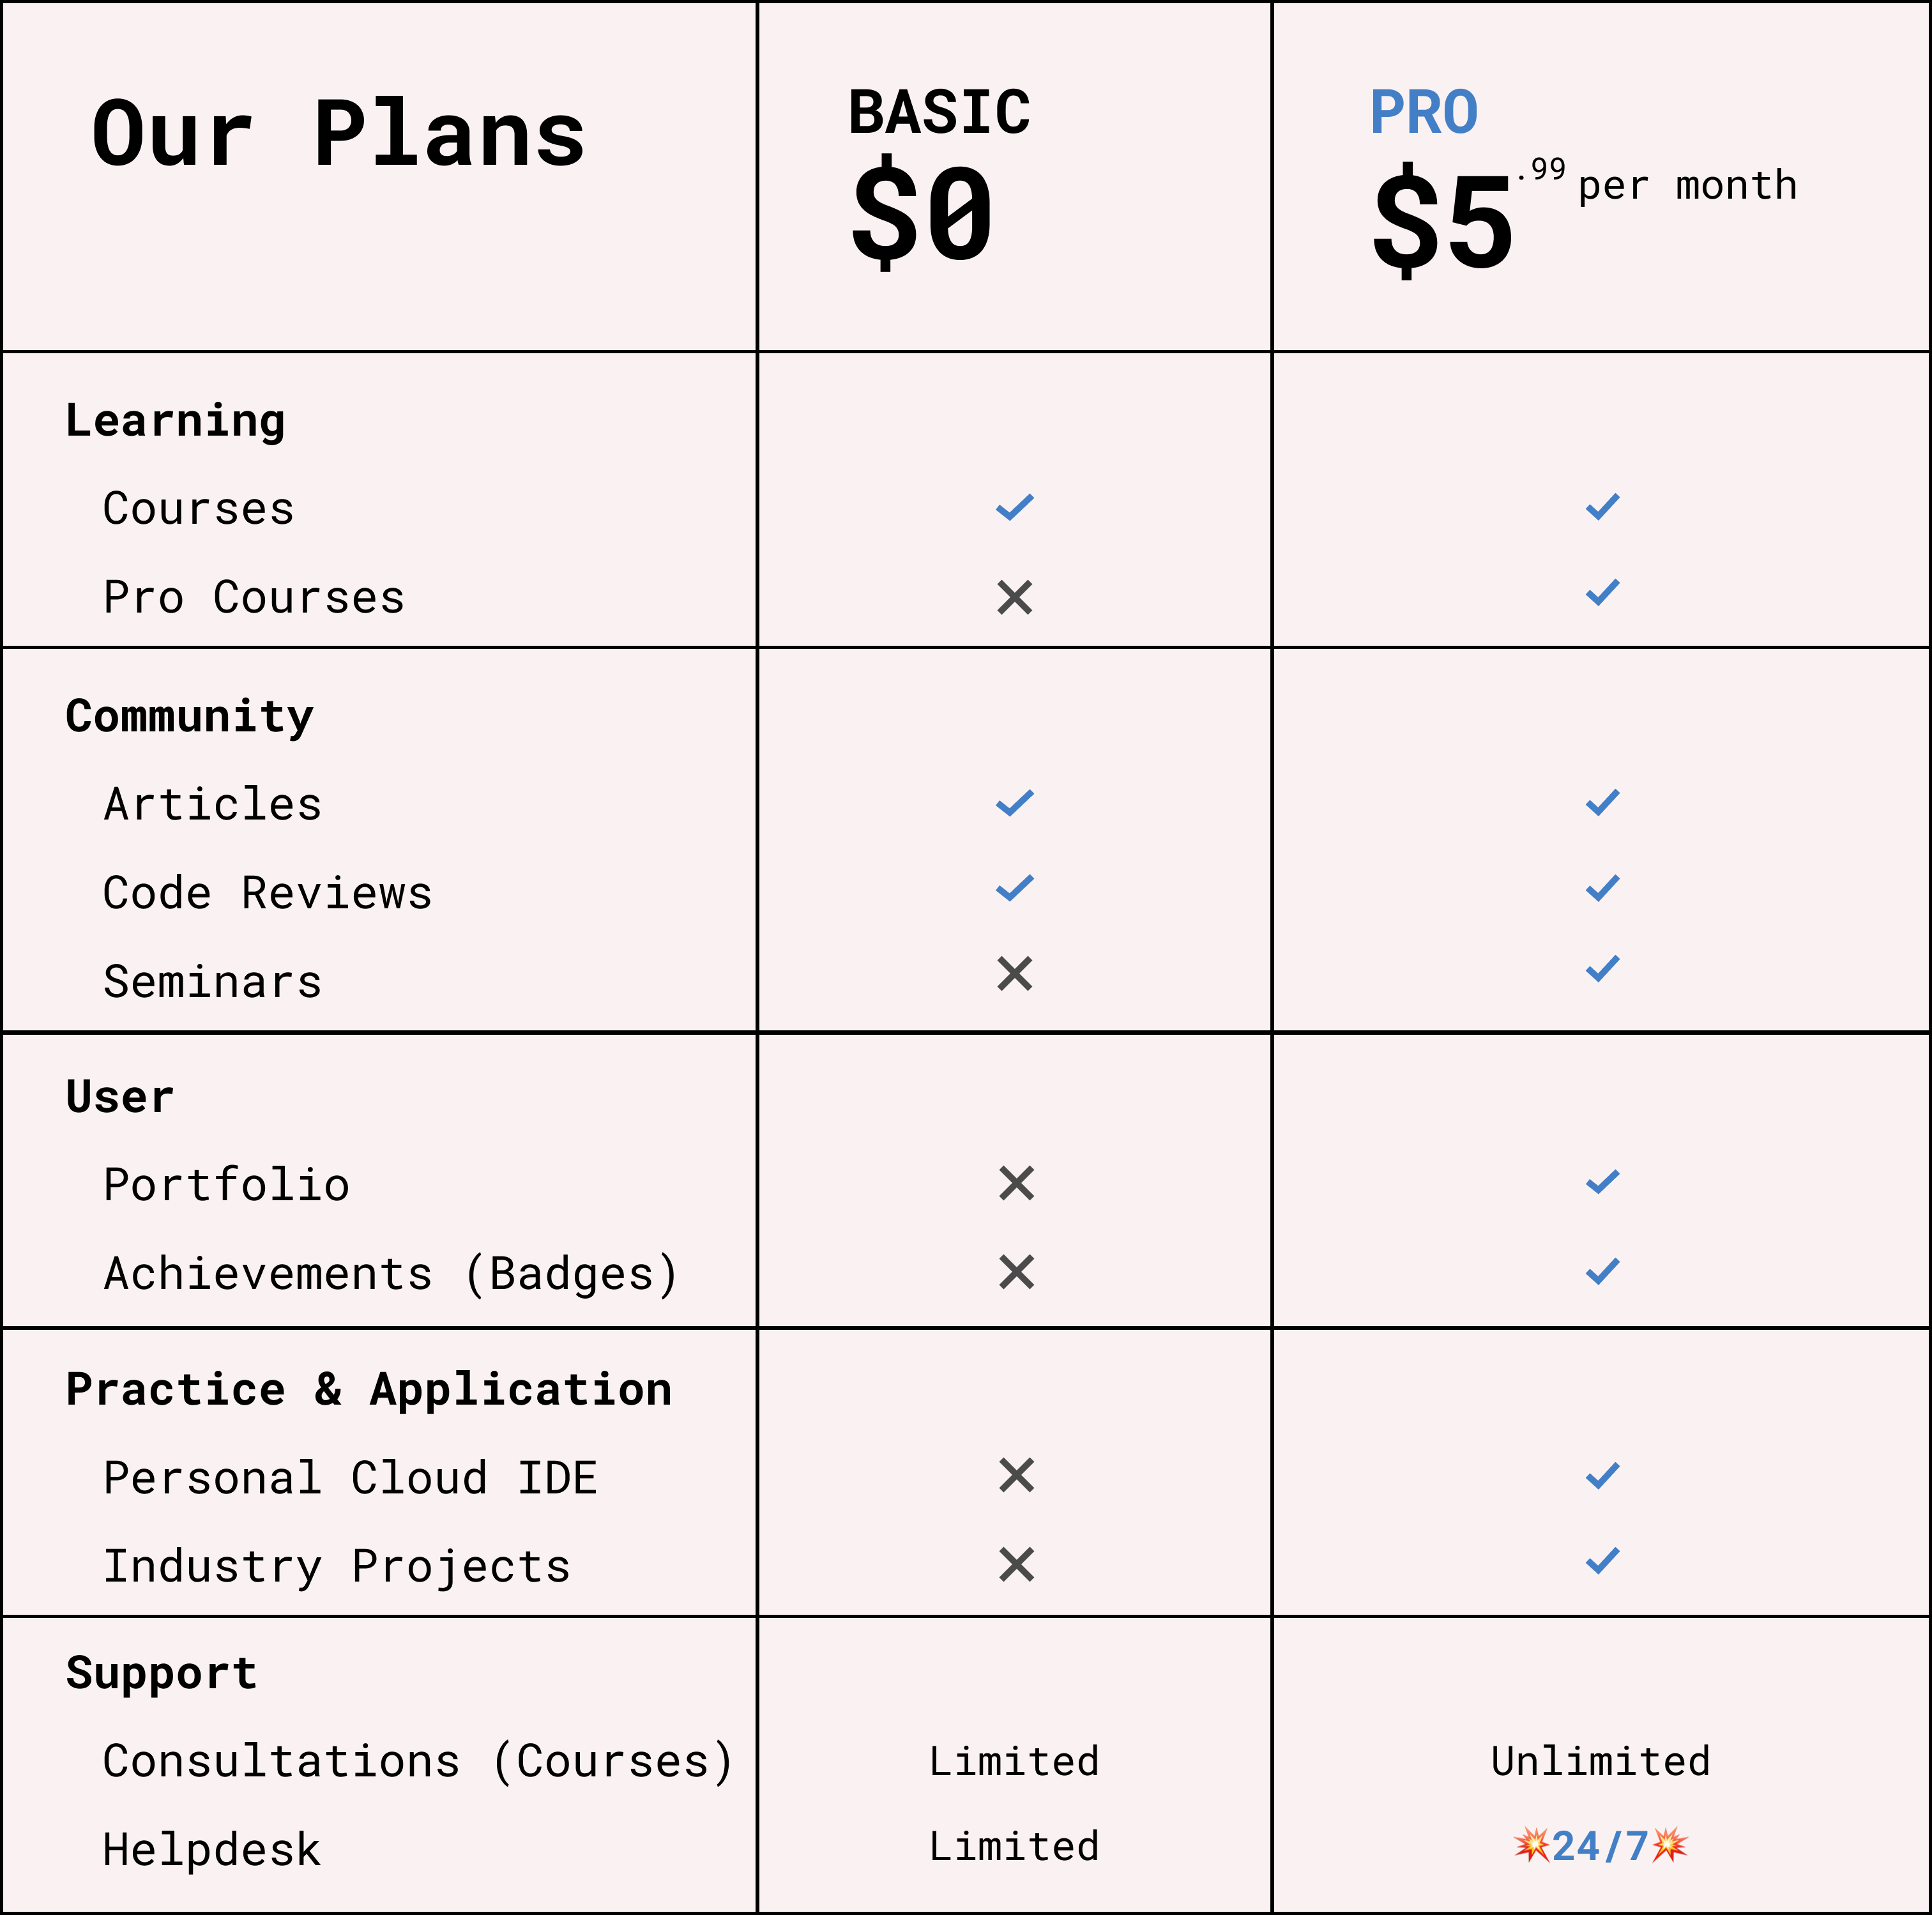 Our Plans
BASIC
$0
PRO
$5.99 per month
Learning
Courses ✓ ✓
Pro Courses ✕ ✓
Community
Articles ✓ ✓
Code Reviews ✓ ✓
Seminars ✕ ✓
User
Portfolio ✕ ✓
Achievements (Badges) ✕ ✓
Practice & Application
Personal Cloud IDE ✕ ✓
Industry Projects ✕ ✓
Support
Consultations (Courses) Limited Unlimited
Helpdesk Limited 💥24/7💥